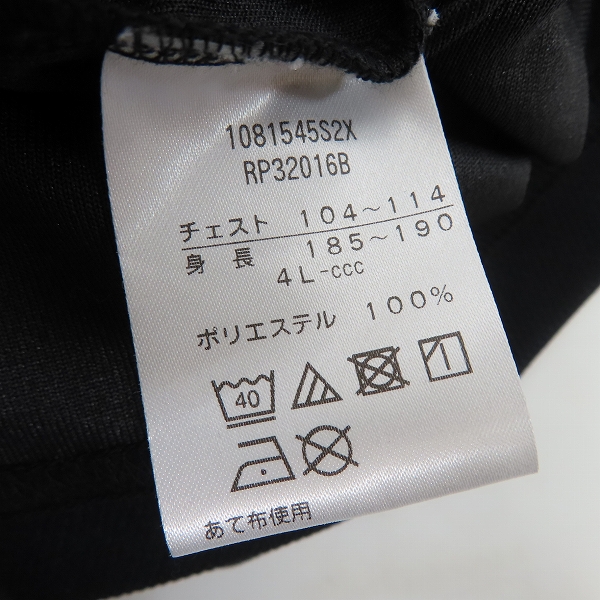 1081545S2X
RP32016B
チェスト 104～114
身長 185～190
4L-ccc
ポリエステル 100%
40
あて布使用